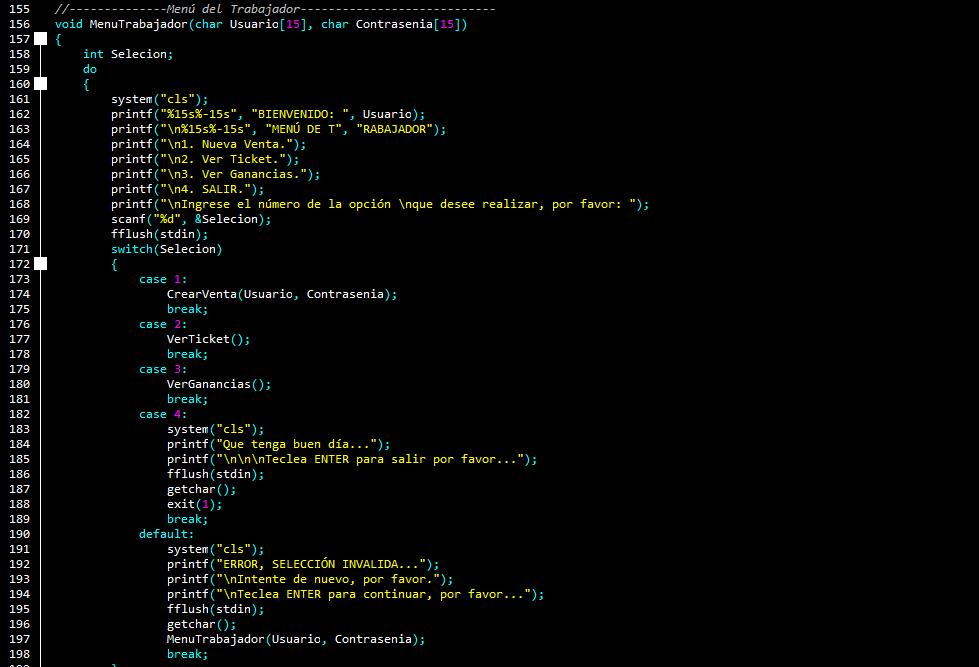 155 //--------------Menú del Trabajador----------------------------
156 void MenuTrabajador(char Usuario[15], char Contrasenia[15])
157 {
158 int Selecion;
159 do
160 {
161 system("cls");
162 printf("%15s%-15s", "BIENVENIDO: ", Usuario);
163 printf("\n%15s%-15s", "MENÚ DE T", "RABAJADOR");
164 printf("\n1. Nueva Venta.");
165 printf("\n2. Ver Ticket.");
166 printf("\n3. Ver Ganancias.");
167 printf("\n4. SALIR.");
168 printf("\nIngrese el número de la opción \nque desee realizar, por favor: ");
169 scanf("%d", &Selecion);
170 fflush(stdin);
171 switch(Selecion)
172 {
173 case 1:
174 CrearVenta(Usuario, Contrasenia);
175 break;
176 case 2:
177 VerTicket();
178 break;
179 case 3:
180 VerGanancias();
181 break;
182 case 4:
183 system("cls");
184 printf("Que tenga buen día...");
185 printf("\n\n\nTeclea ENTER para salir por favor...");
186 fflush(stdin);
187 getchar();
188 exit(1);
189 break;
190 default:
191 system("cls");
192 printf("ERROR, SELECCIÓN INVALIDA...");
193 printf("\nIntente de nuevo, por favor.");
194 printf("\nTeclea ENTER para continuar, por favor...");
195 fflush(stdin);
196 getchar();
197 MenuTrabajador(Usuario, Contrasenia);
198 break;